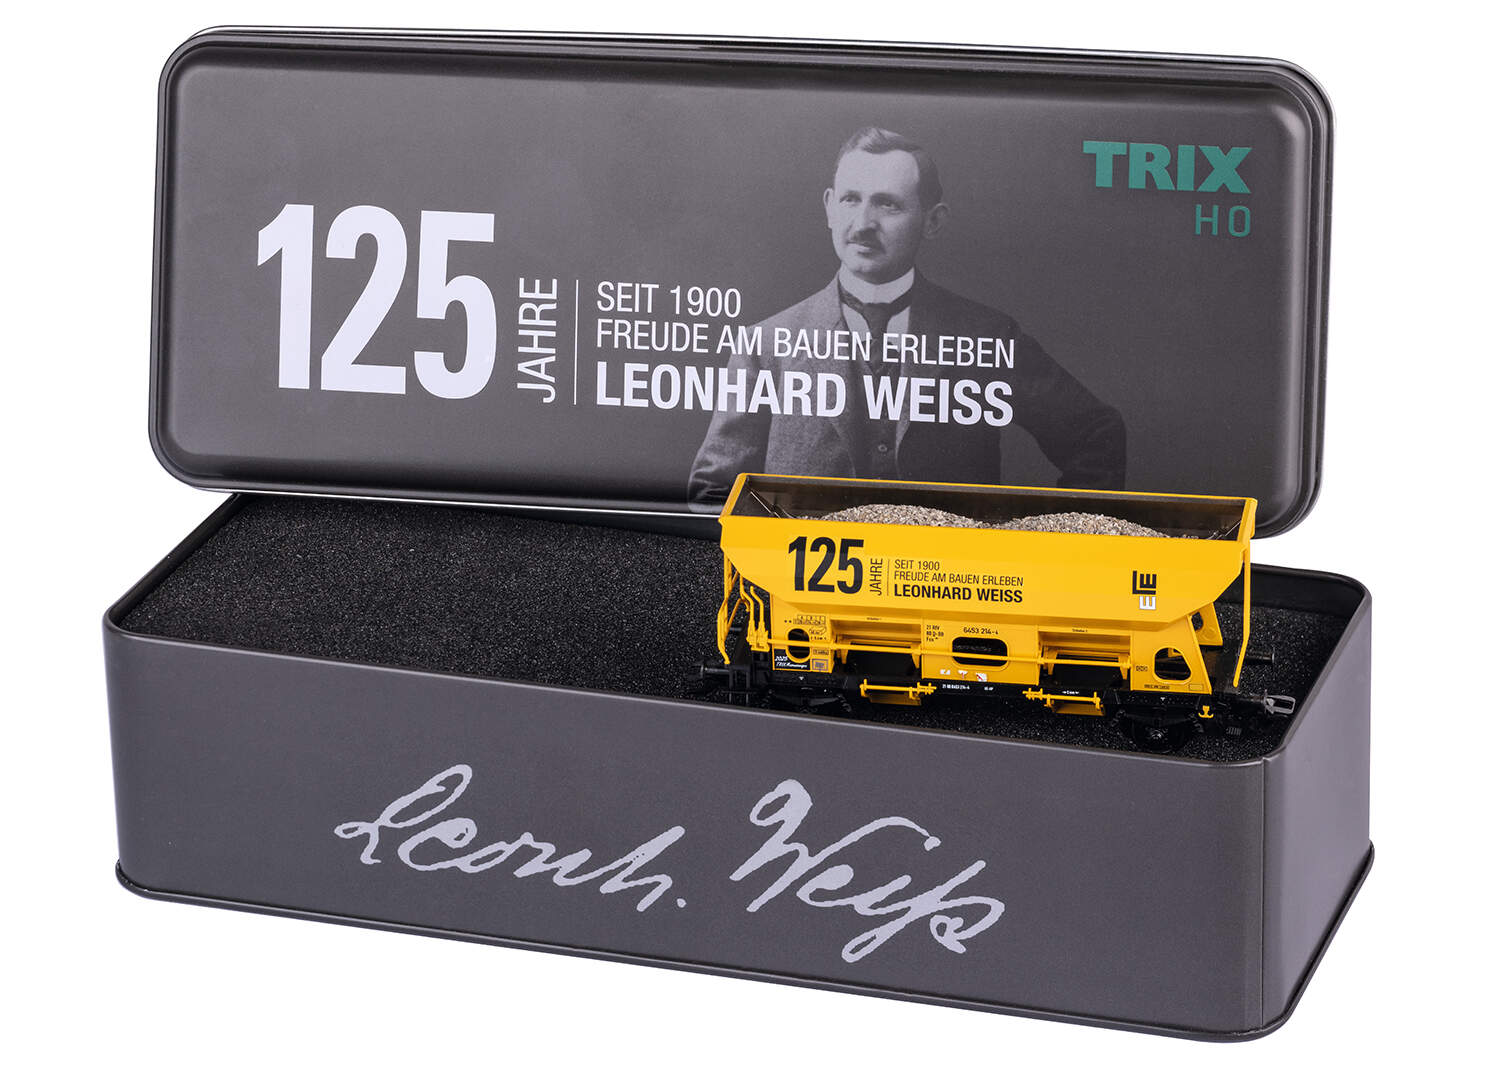 125
JAHRE
SEIT 1900
FREUDE AM BAUEN ERLEBEN
LEONHARD WEISS
TRIX
H0
125
JAHRE
SEIT 1900
FREUDE AM BAUEN ERLEBEN
LEONHARD WEISS
6453 214-4
2025
Leonh. Weiß